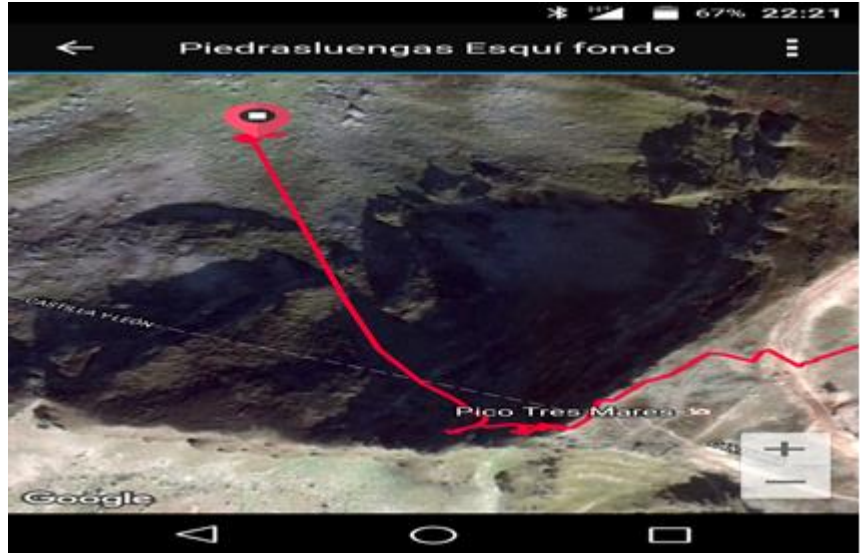 H+ 67% 22:21
Piedrasluengas Esquí fondo
CASTILLA Y LEÓN
Pico Tres Mares
Google